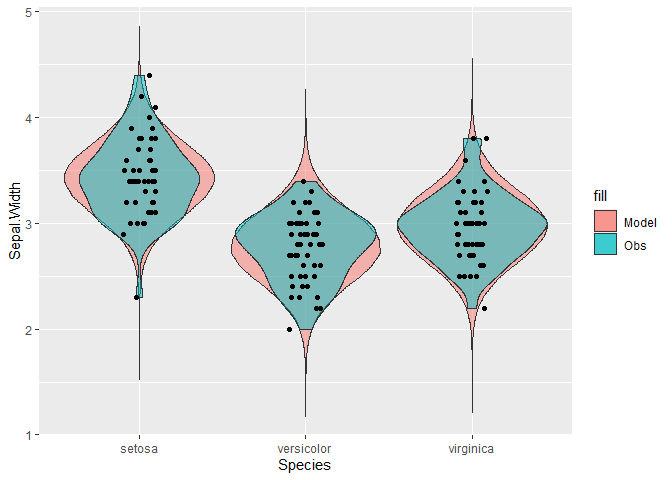 5
4
3
2
1
Sepal.Width
setosa
versicolor
virginica
Species
fill
Model
Obs